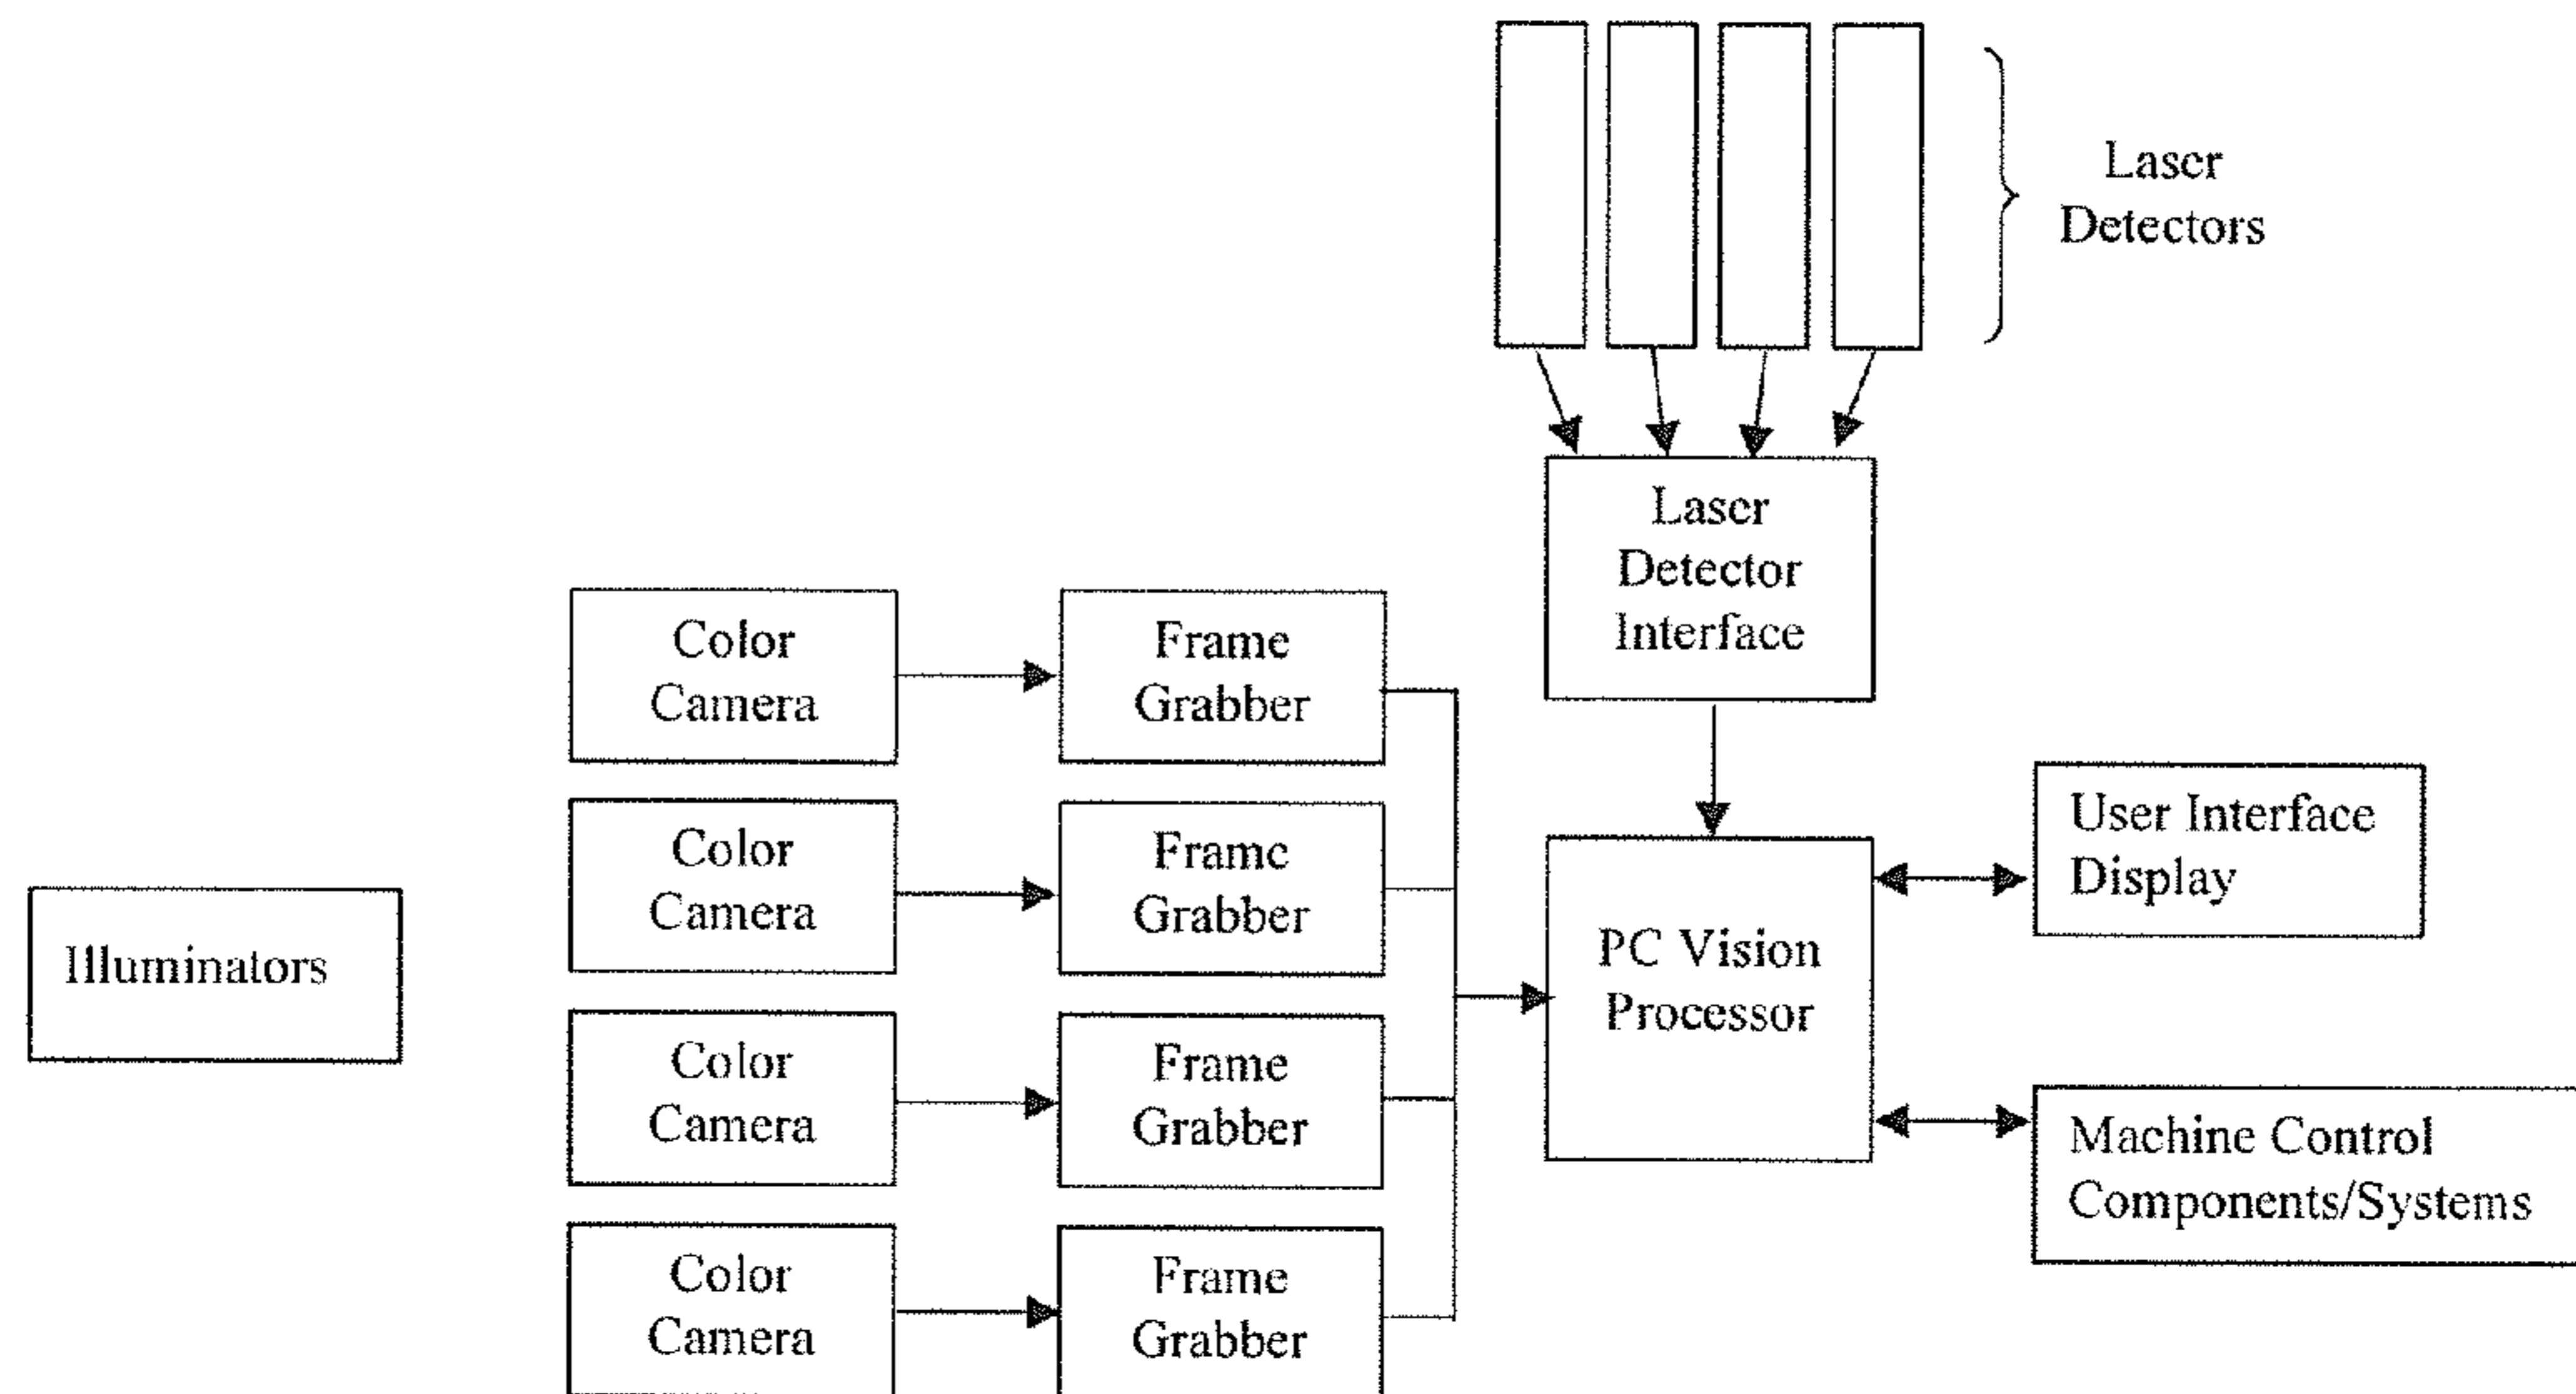 Laser
Detectors
Laser
Detector
Interface
Color
Camera
Frame
Grabber
Color
Camera
Frame
Grabber
Illuminators
Color
Camera
Frame
Grabber
Color
Camera
Frame
Grabber
PC Vision
Processor
User Interface
Display
Machine Control
Components/Systems